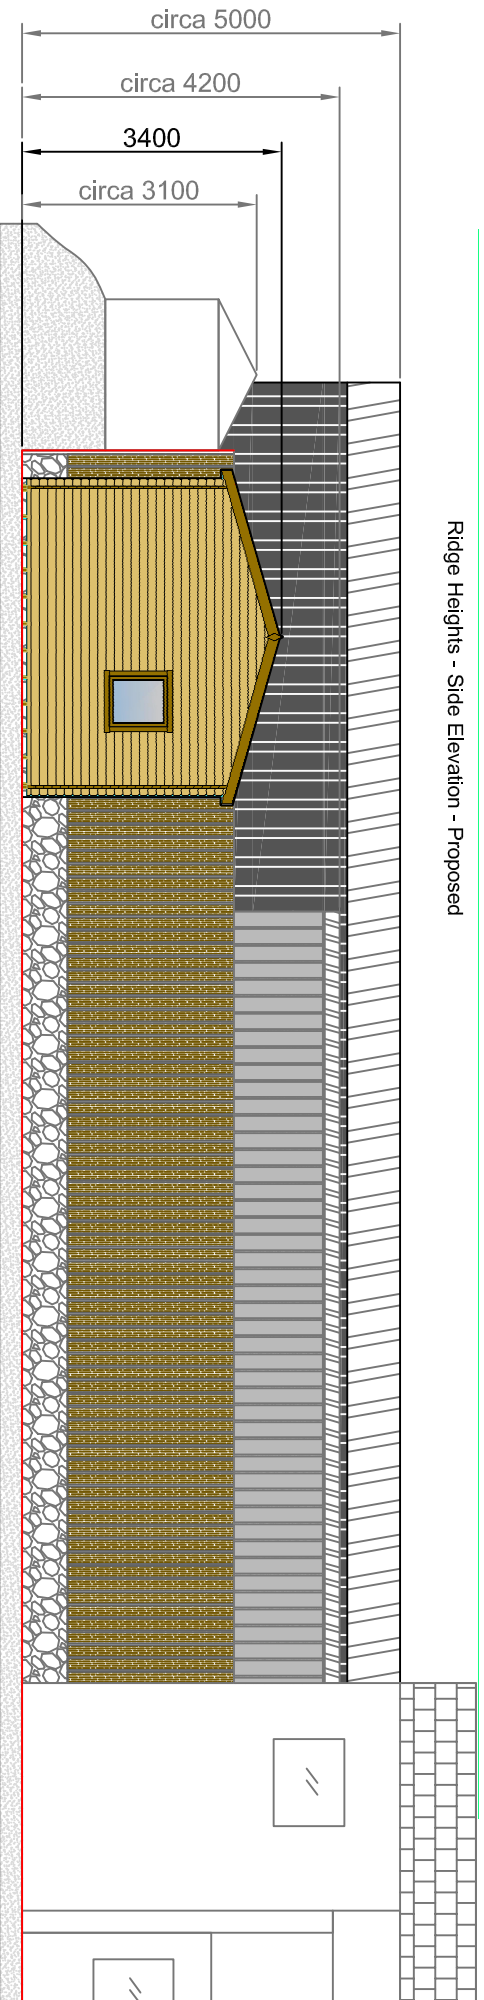 circa 5000
circa 4200
3400
circa 3100
Ridge Heights - Side Elevation - Proposed